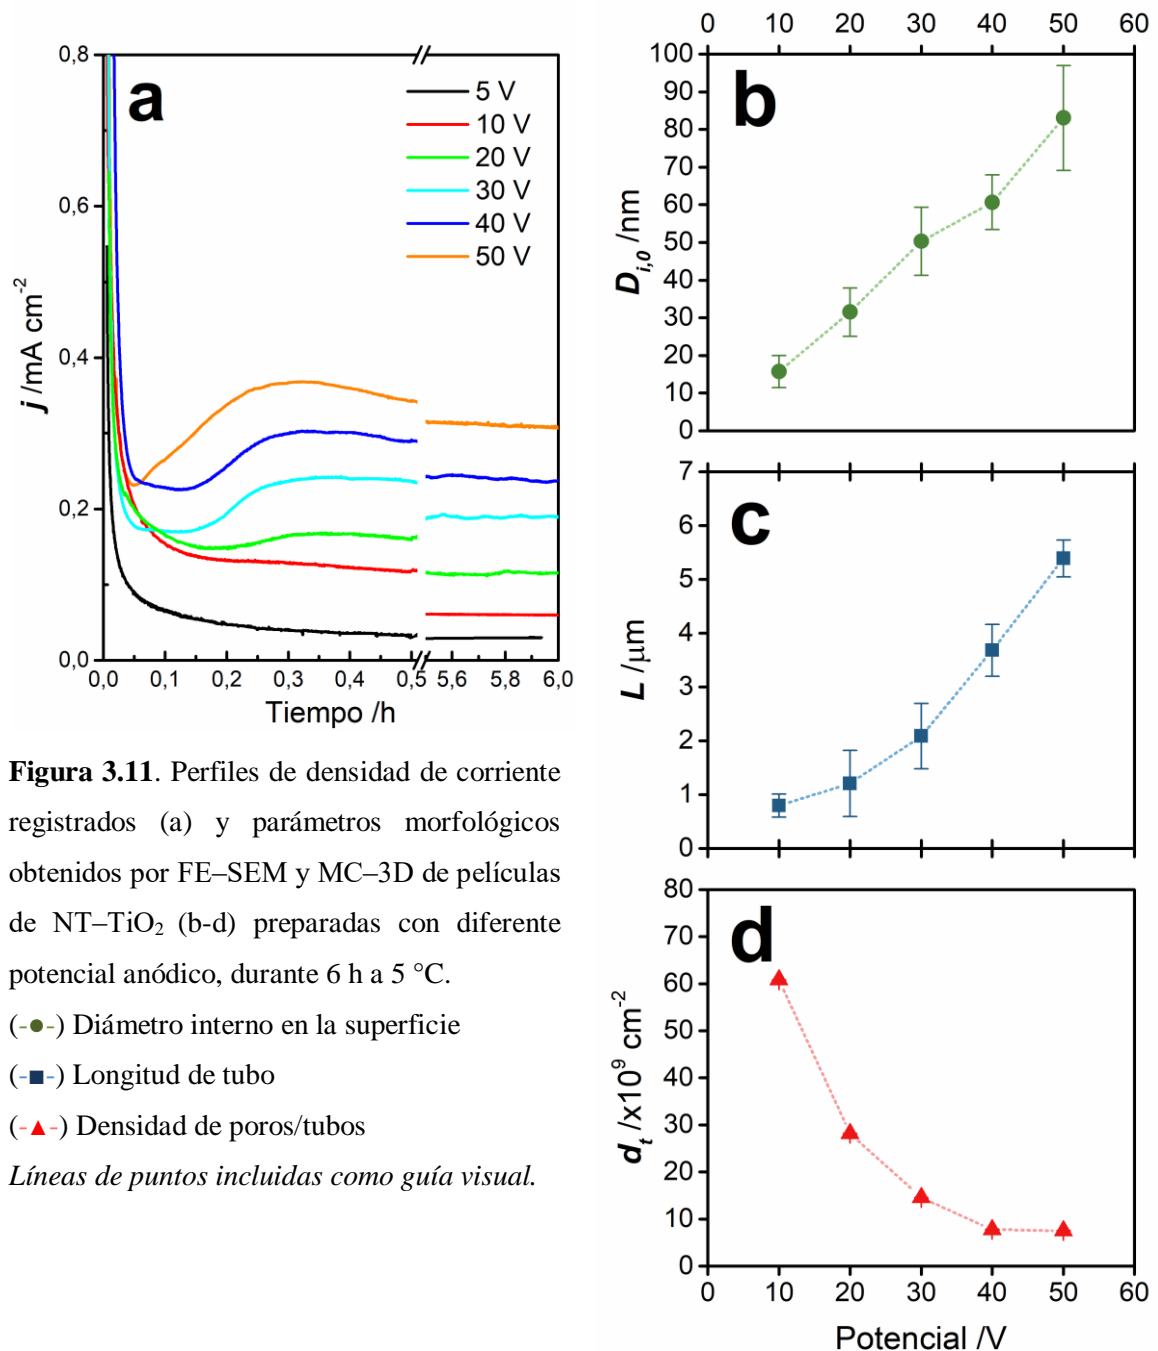 0,8
0,6
0,4
0,2
0,0
j /mA cm-2
a
5 V
10 V
20 V
30 V
40 V
50 V
0,0 0,1 0,2 0,3 0,4 0,5 5,6 5,8 6,0
Tiempo /h
Figura 3.11. Perfiles de densidad de corriente
registrados (a) y parámetros morfológicos
obtenidos por FE–SEM y MC–3D de películas
de NT–TiO2 (b-d) preparadas con diferente
potencial anódico, durante 6 h a 5 °C.
(-●-) Diámetro interno en la superficie
(-■-) Longitud de tubo
(-▲-) Densidad de poros/tubos
Líneas de puntos incluidas como guía visual.
0 10 20 30 40 50 60
100
90
80
70
60
50
40
30
20
10
0
Di,0 /nm
b
7
6
5
4
3
2
1
0
L /μm
c
80
70
60
50
40
30
20
10
0
dt /x109 cm-2
d
0 10 20 30 40 50 60
Potencial /V